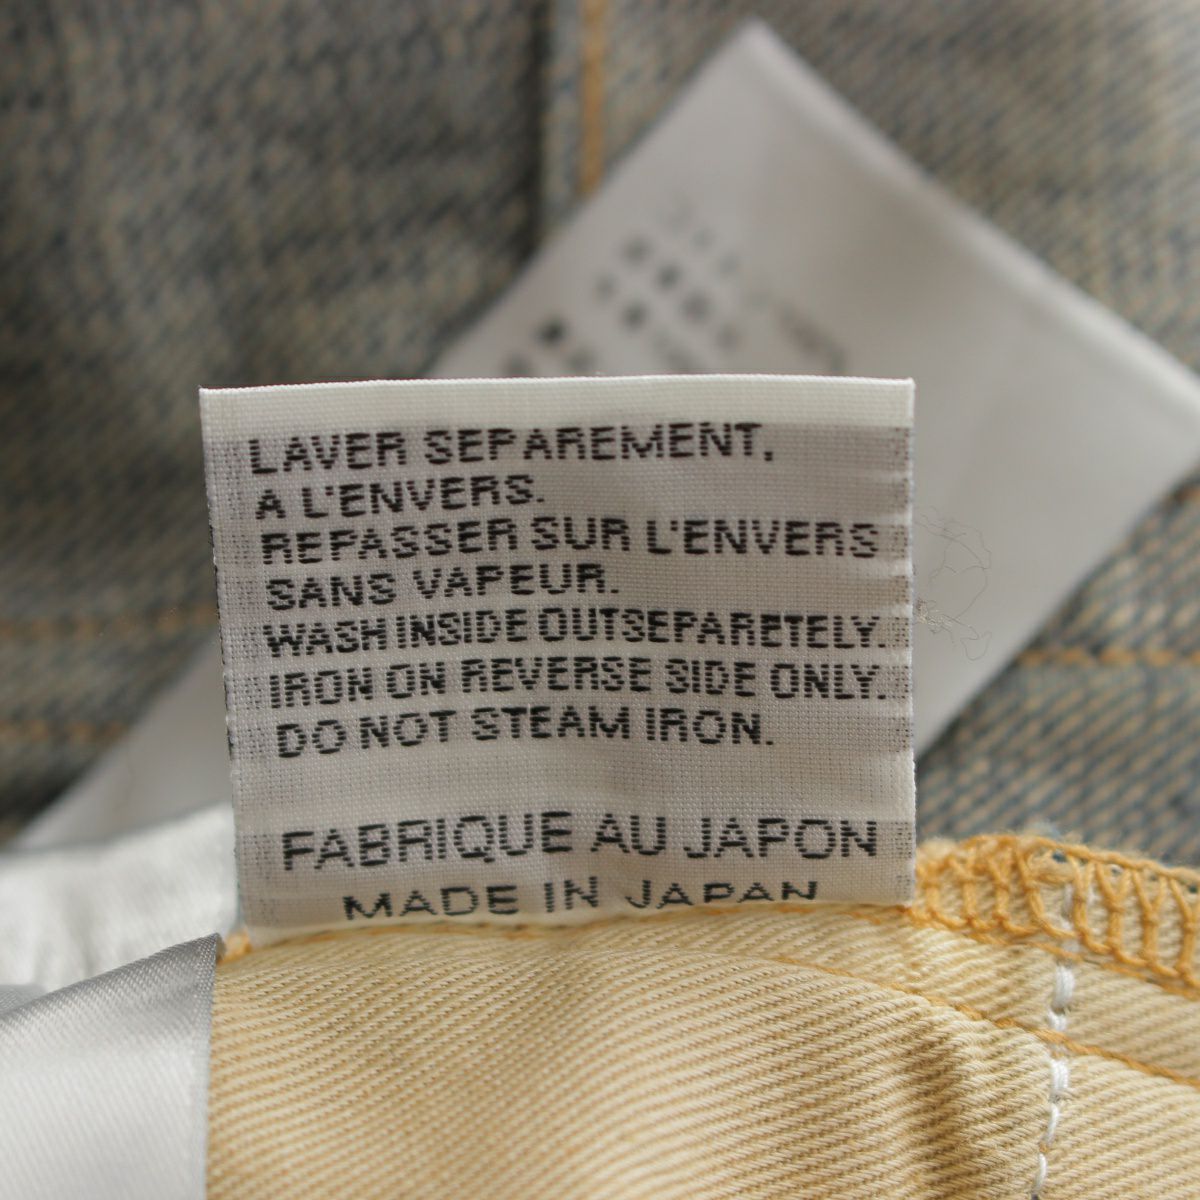 LAVER SEPAREMENT,
A L'ENVERS.
REPASSER SUR L'ENVERS
SANS VAPEUR.
WASH INSIDE OUTSEPARETELY.
IRON ON REVERSE SIDE ONLY.
DO NOT STEAM IRON.
FABRIQUE AU JAPON
MADE IN JAPAN